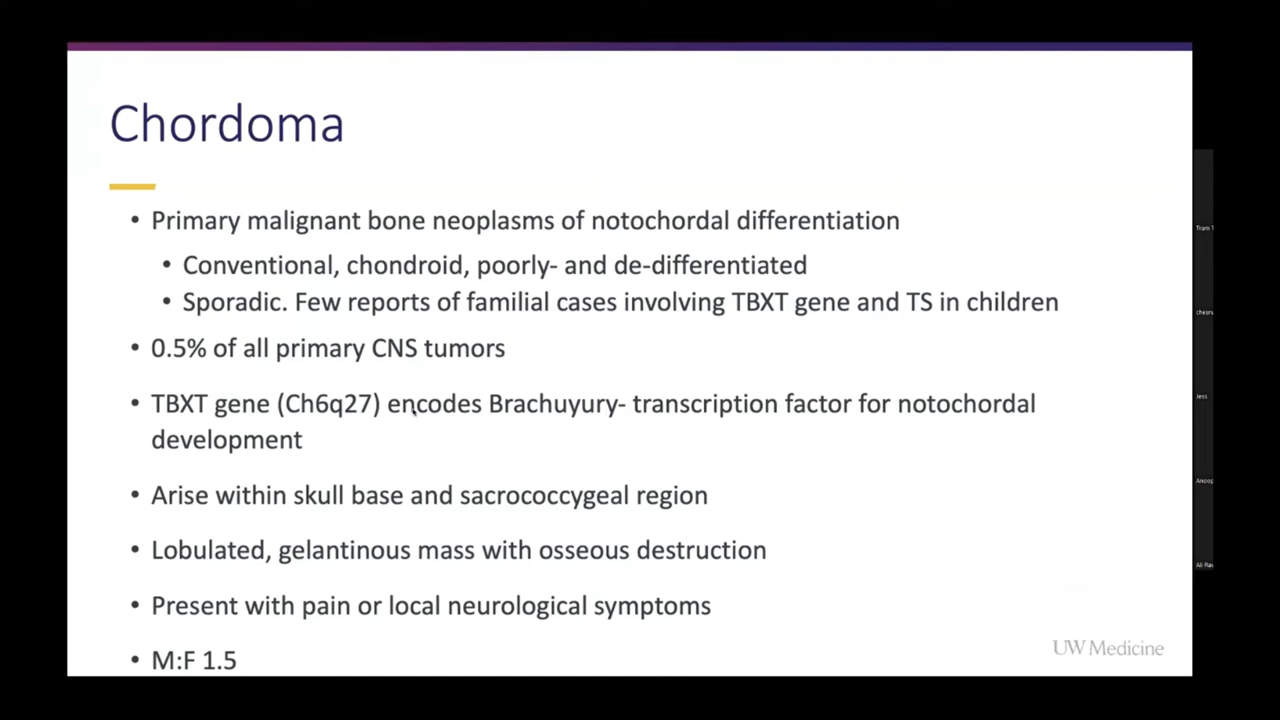 Chordoma
• Primary malignant bone neoplasms of notochordal differentiation
• Conventional, chondroid, poorly- and de-differentiated
• Sporadic. Few reports of familial cases involving TBXT gene and TS in children
• 0.5% of all primary CNS tumors
• TBXT gene (Ch6q27) encodes Brachuyury- transcription factor for notochordal
development
• Arise within skull base and sacrococcygeal region
• Lobulated, gelantinous mass with osseous destruction
• Present with pain or local neurological symptoms
• M:F 1.5
UW Medicine
Jess
Anoop